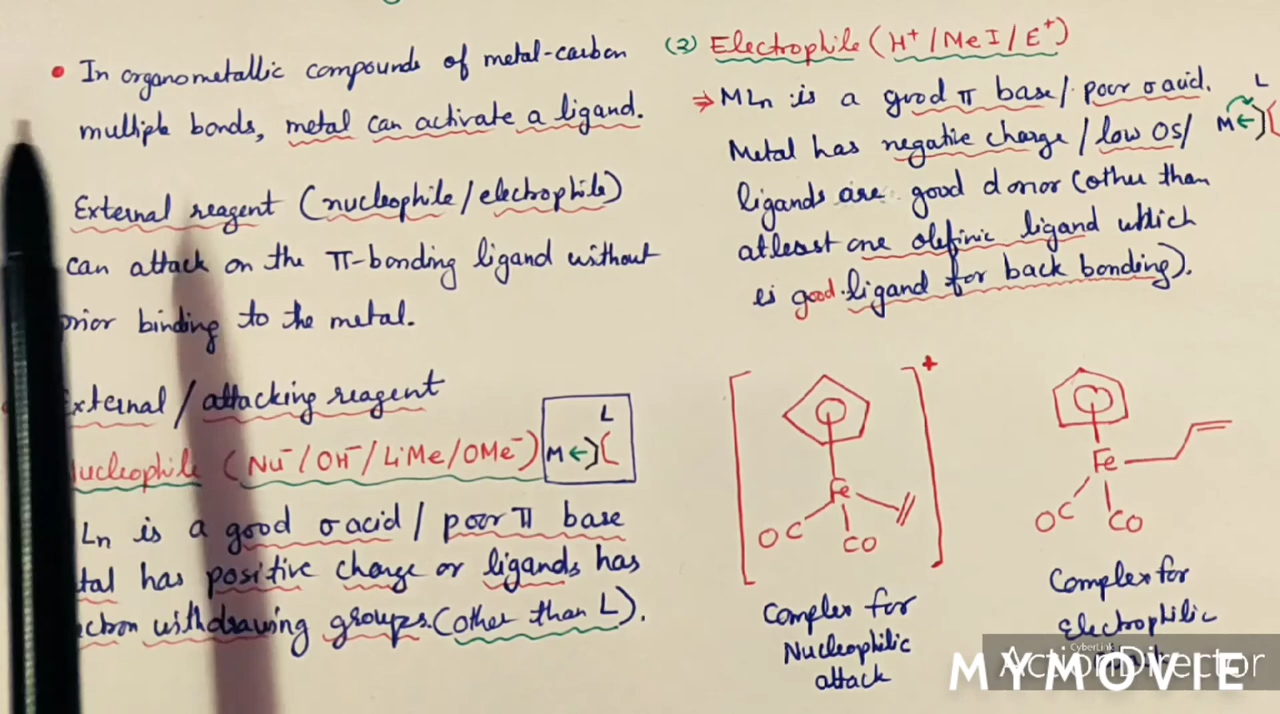 • In organometallic compounds of metal-carbon
multiple bonds, metal can activate a ligand.
External reagent (nucleophile/electrophile)
can attack on the π-bonding ligand without
prior binding to the metal.
External / attacking reagent
Nucleophile (Nu⁻/OH⁻/LiMe/OMe⁻)
M ← L
Ln is a good σ acid / poor π base
tal has positive charge or ligands has
ctron withdrawing groups. (other than L).
(2) Electrophile (H⁺/MeI/E⁺)
⇒ MLn is a good π base/ poor σ acid.
Metal has negative charge / low OS/
ligands are good donor (other than
atleast one olefinic ligand which
is good ligand for back bonding).
L
M ←
+
Fe
OC
CO
Complex for
Nucleophilic
attack
Fe
OC
CO
Complex for
Electrophilic
CyberLink
ActionDirector
MYMOVIE